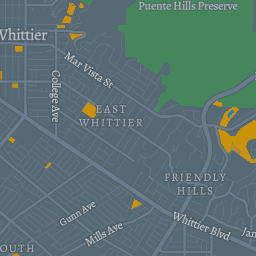 Puente Hills Preserve
Whittier
Mar Vista St
College Ave
EAST
WHITTIER
FRIENDLY
HILLS
Gunn Ave
Whittier Blvd
Mills Ave